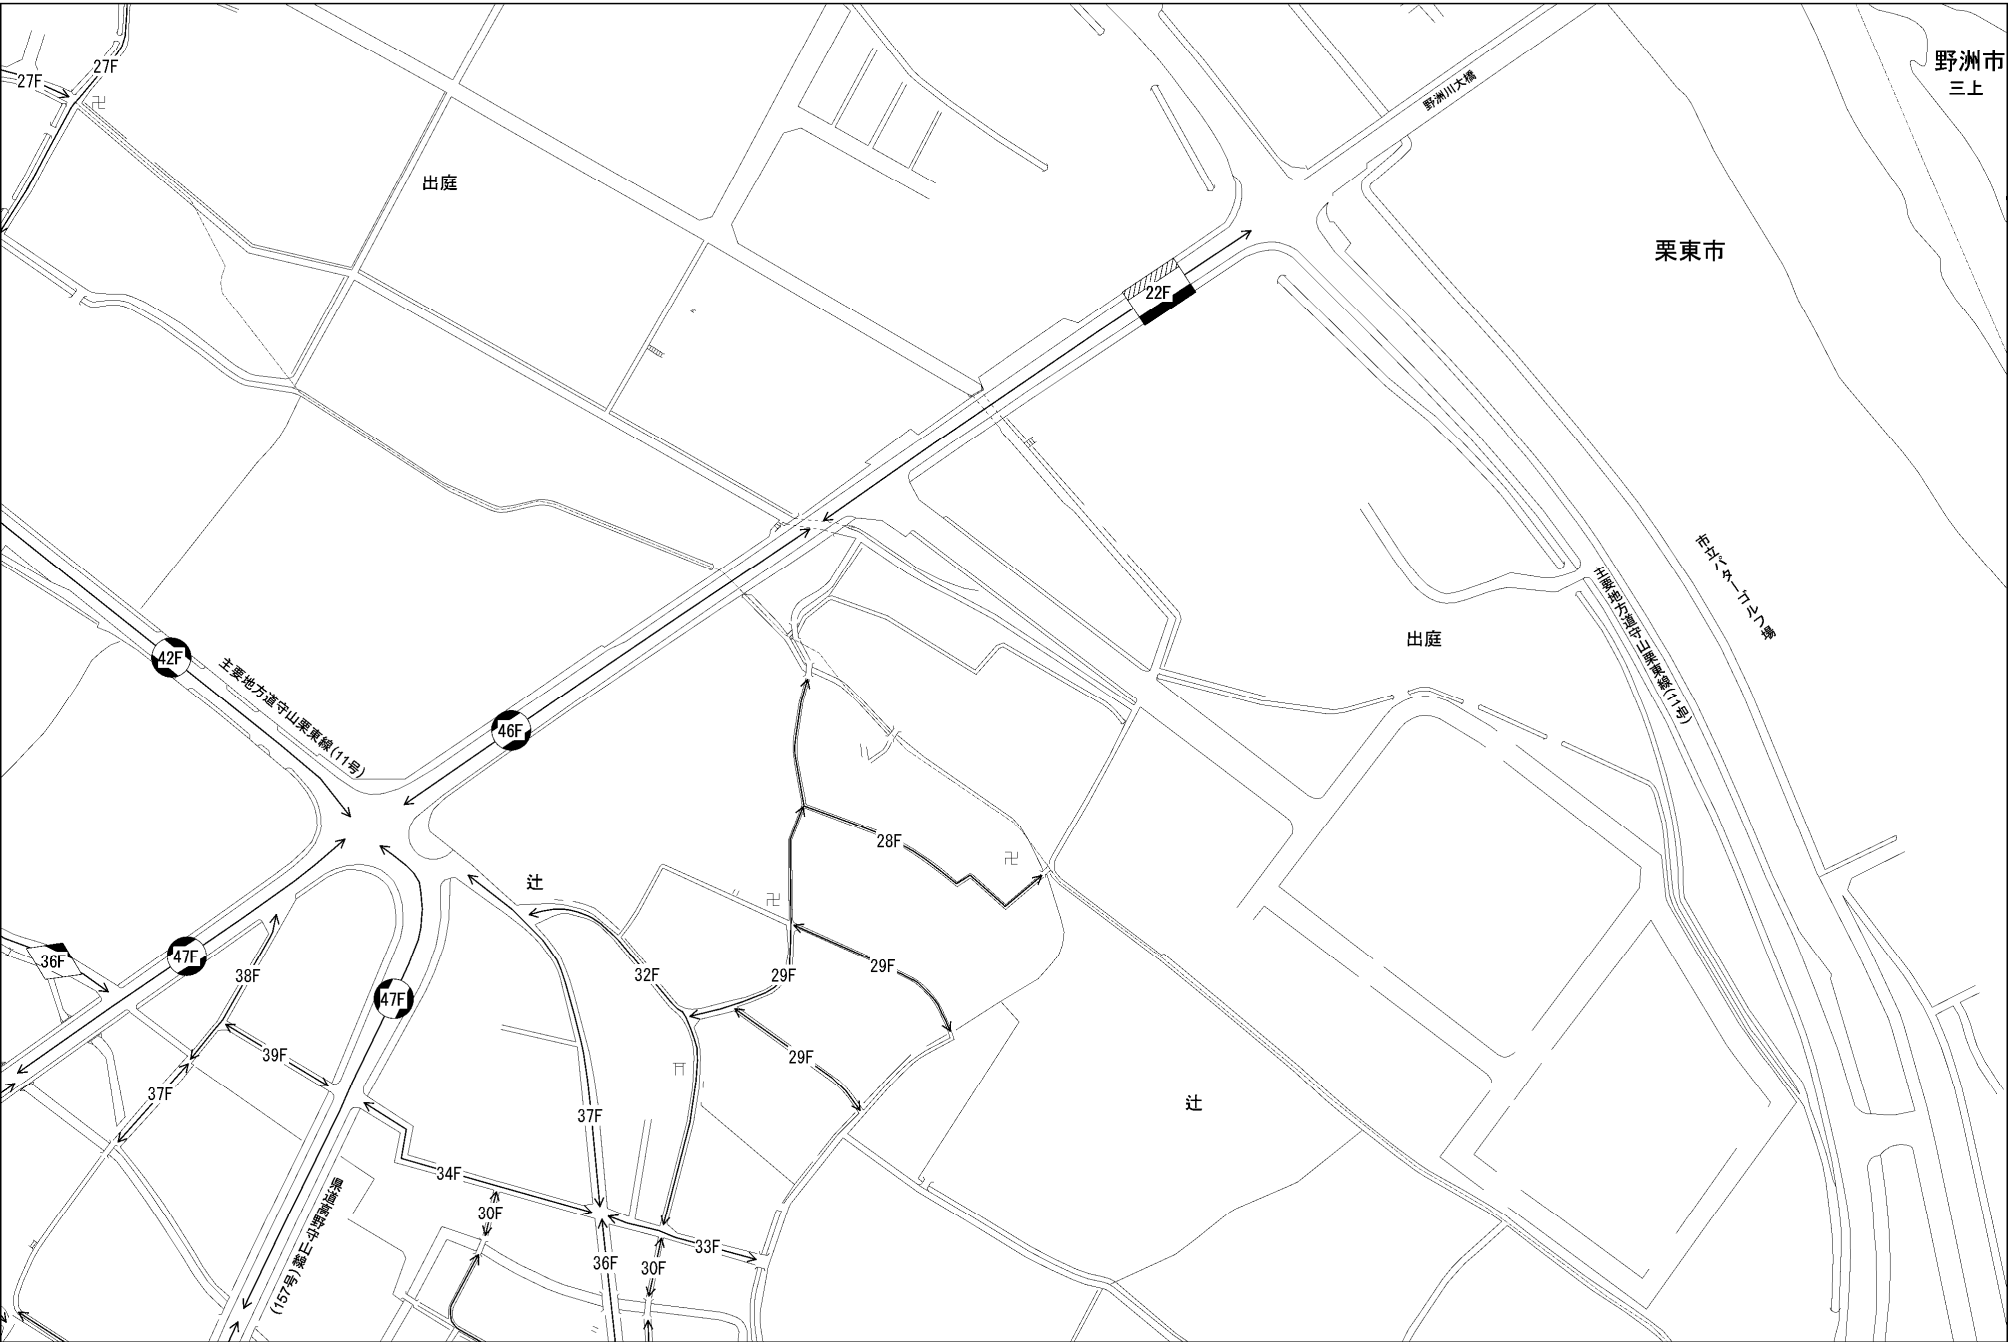 野洲市
三上
27F
27F
野洲川大橋
出庭
栗東市
22F
市立パターゴルフ場
主要地方道守山栗東線(11号)
出庭
42F
主要地方道守山栗東線(11号)
46F
28F
辻
36F
47F
38F
47F
32F
29F
29F
39F
29F
37F
37F
辻
34F
県道高野守山線(157号)
30F
33F
36F
30F